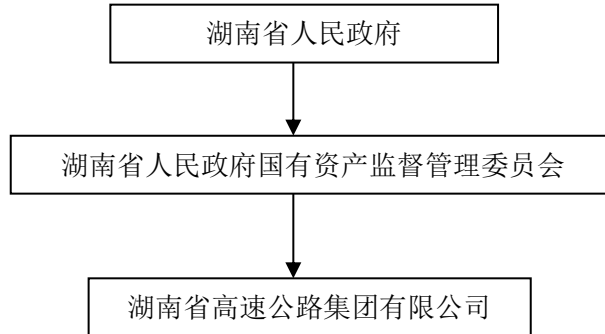 湖南省人民政府
湖南省人民政府国有资产监督管理委员会
湖南省高速公路集团有限公司